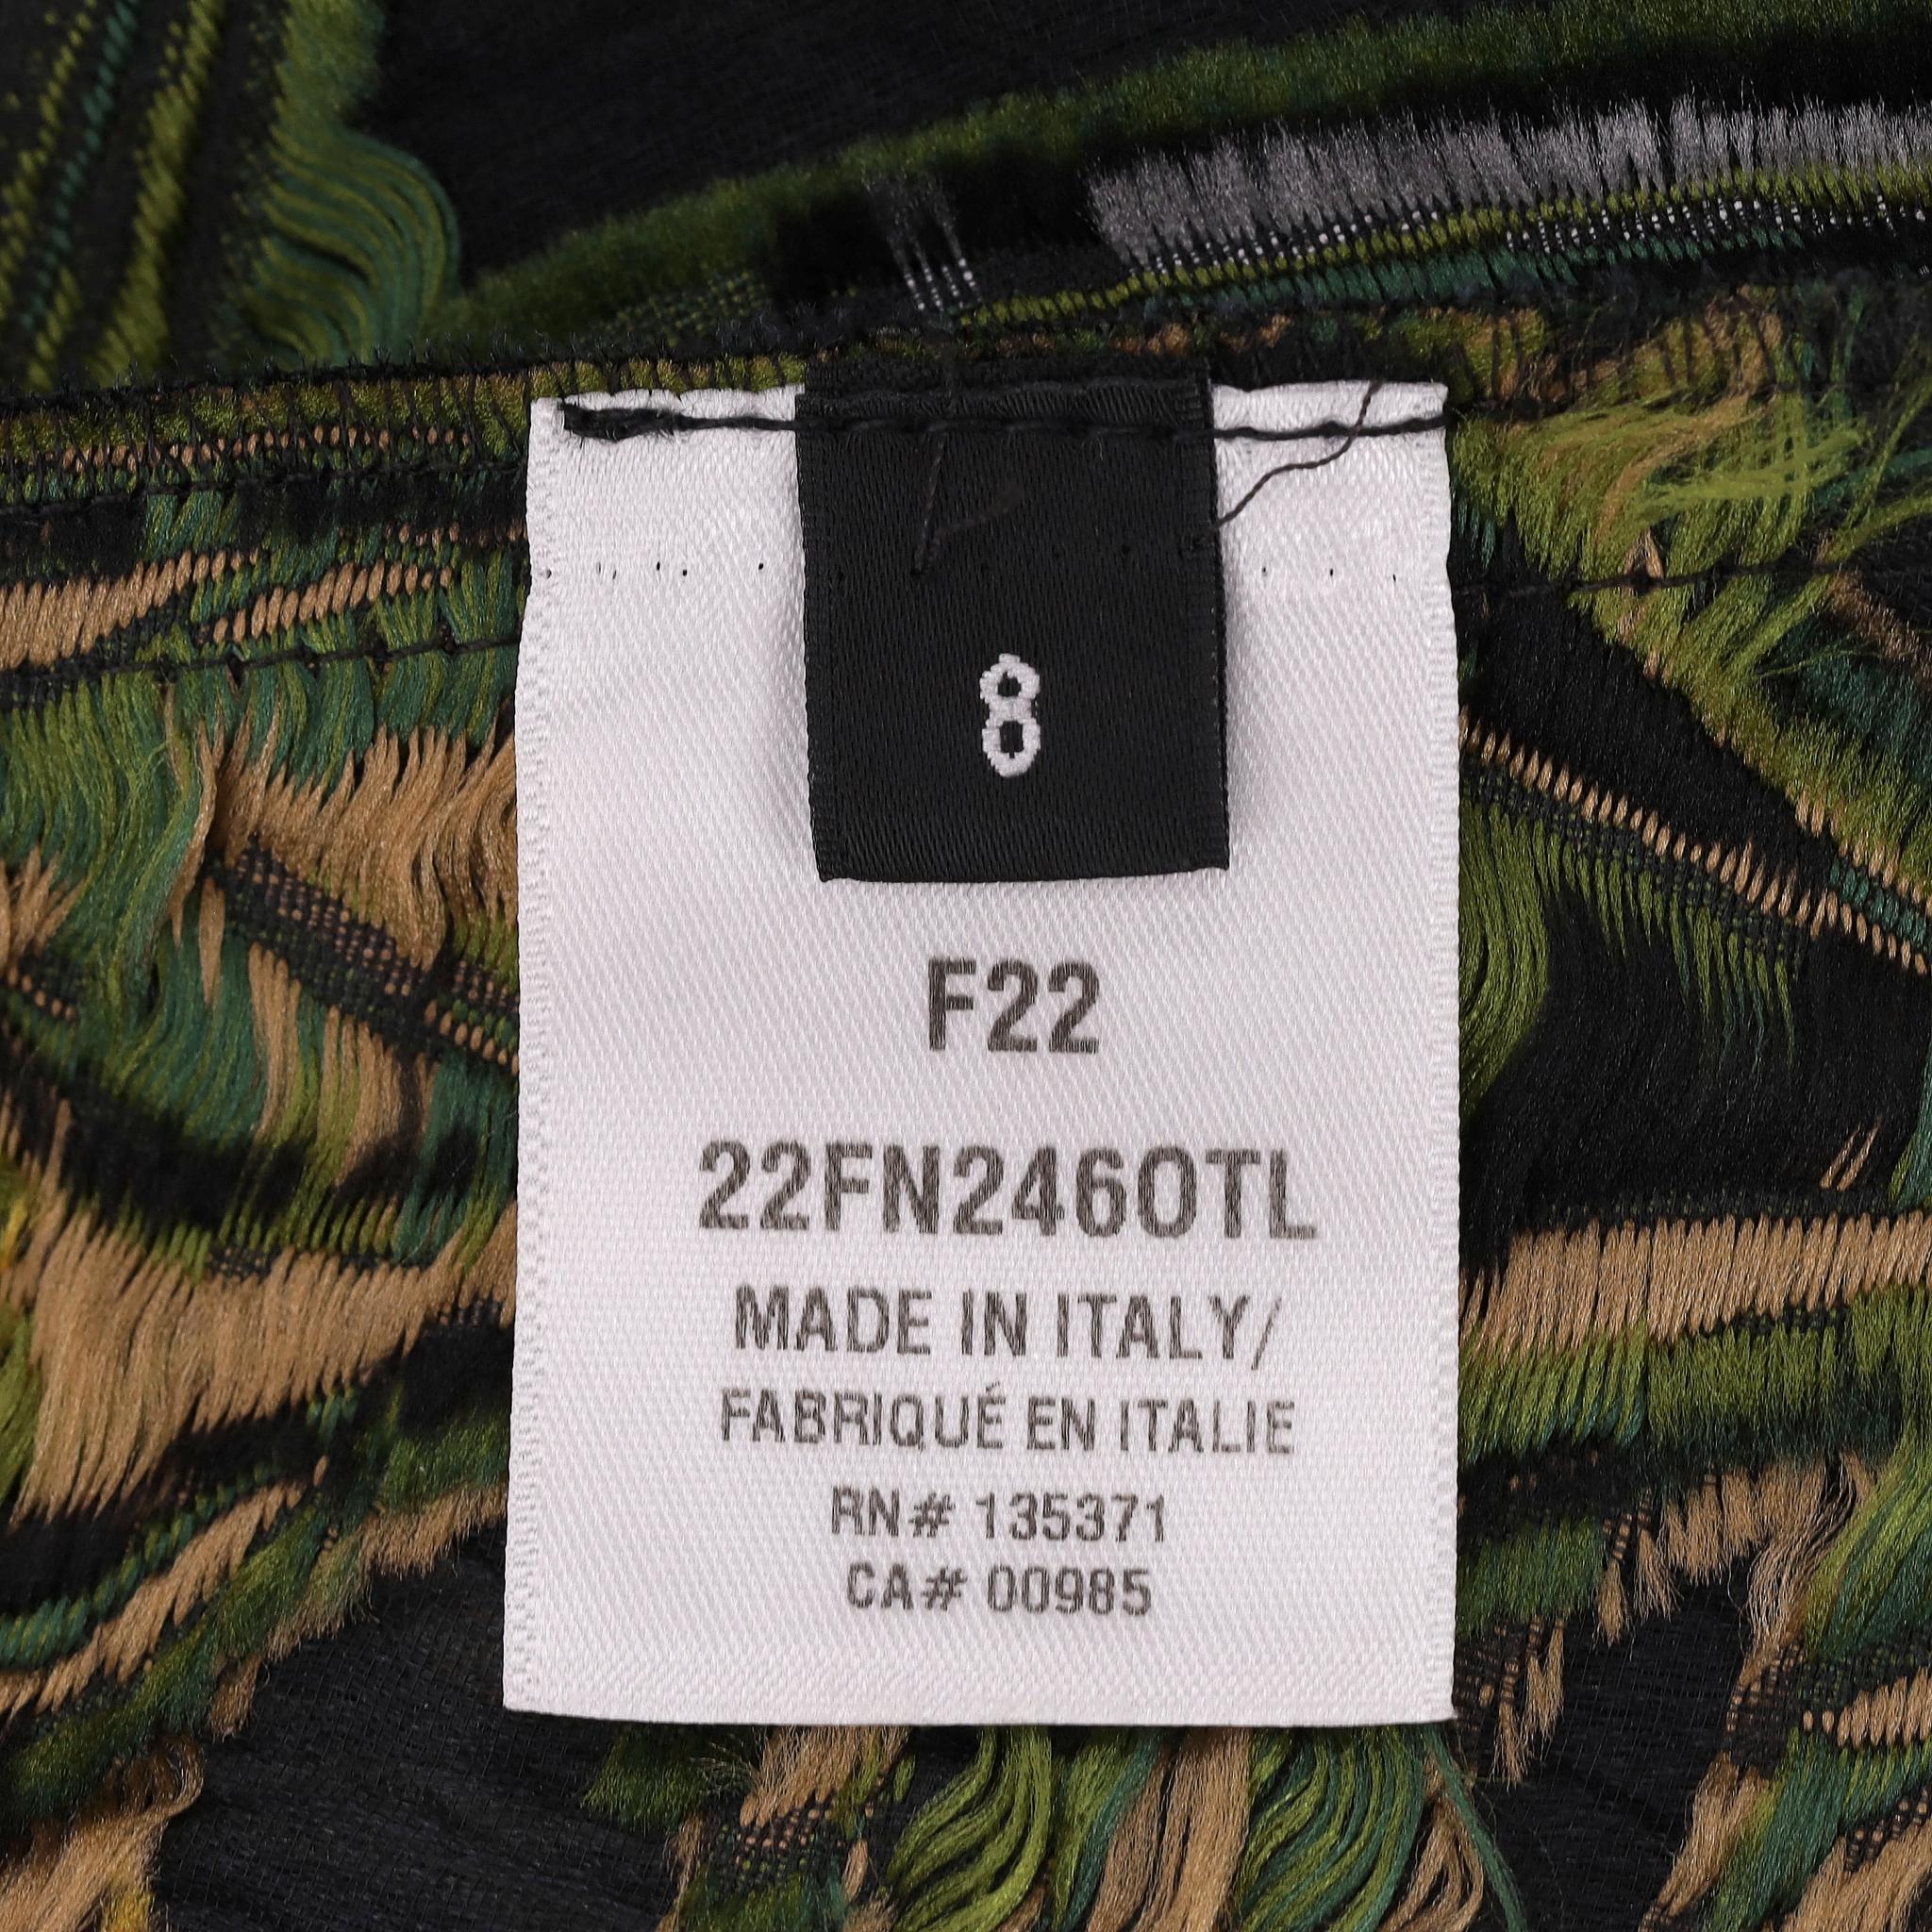 8
F22
22FN246OTL
MADE IN ITALY/
FABRIQUÉ EN ITALIE
RN# 135371
CA# 00985